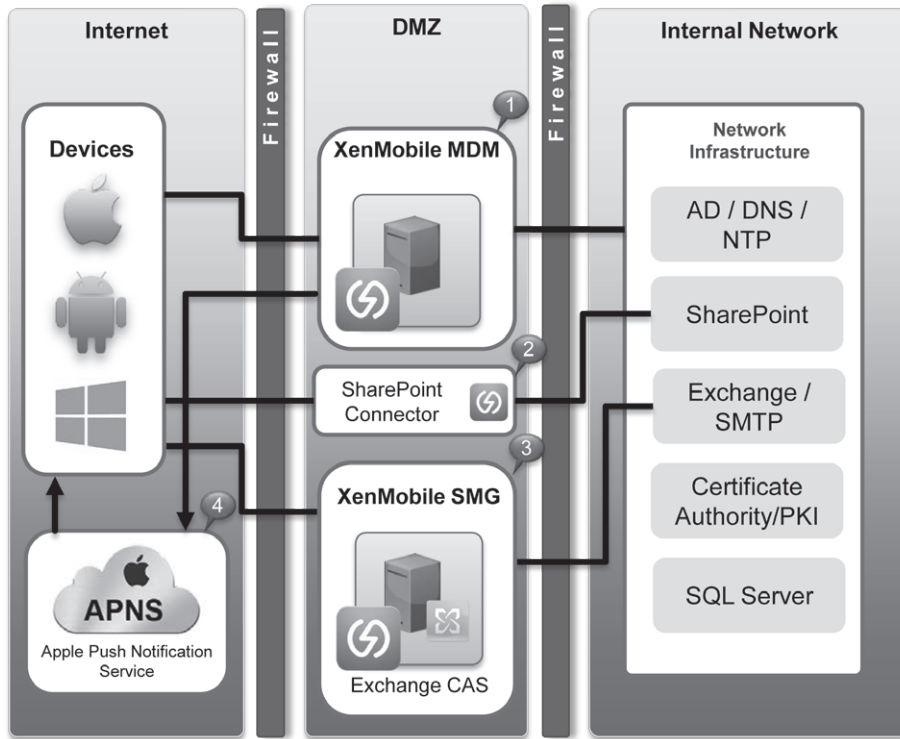 Internet
Devices
4
APNS
Apple Push Notification
Service
Firewall
DMZ
1
XenMobile MDM
2
SharePoint
Connector
3
XenMobile SMG
Exchange CAS
Firewall
Internal Network
Network
Infrastructure
AD / DNS /
NTP
SharePoint
Exchange /
SMTP
Certificate
Authority/PKI
SQL Server